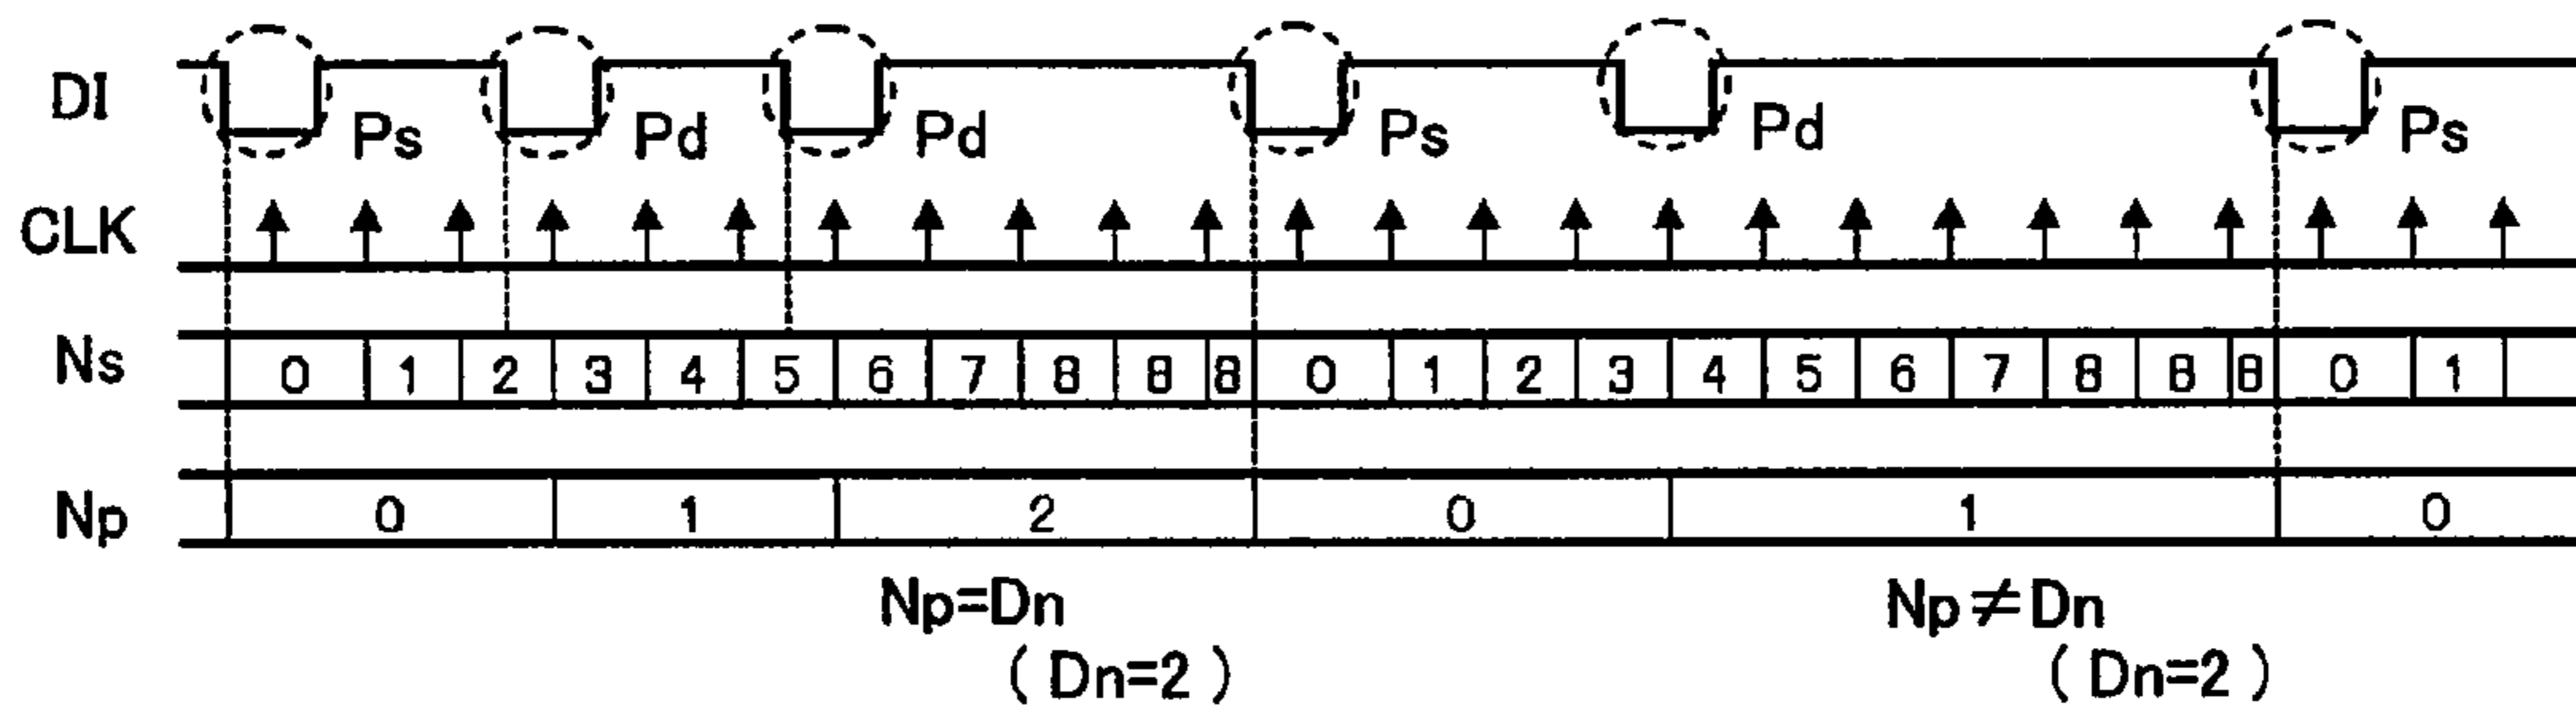 DI Ps Pd Pd Ps Pd Ps
CLK
Ns 0 1 2 3 4 5 6 7 8 8 8 0 1 2 3 4 5 6 7 8 8 8 0 1
Np 0 1 2 0 1 0
Np=Dn Np≠Dn
( Dn=2 ) ( Dn=2 )